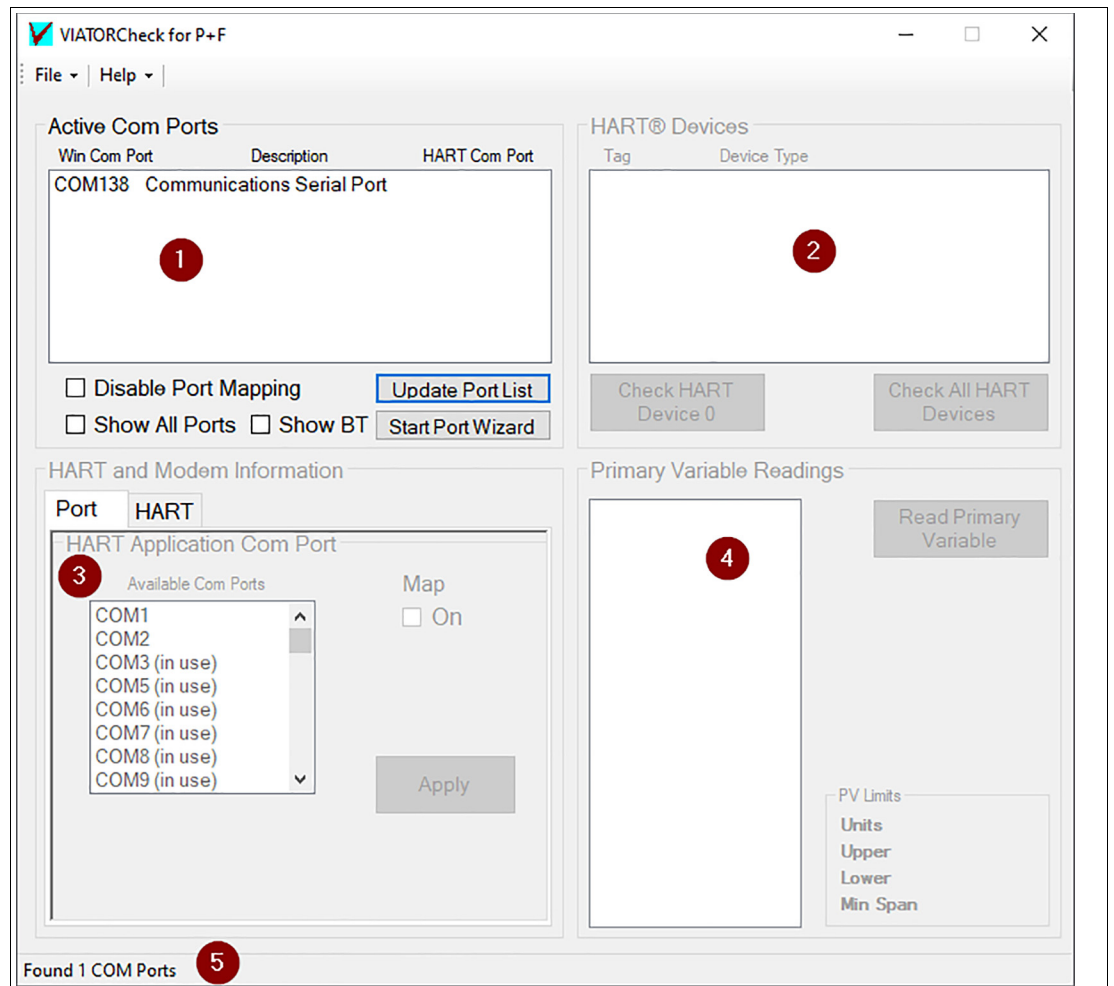 VIATORCheck for P+F
File Help
Active Com Ports
Win Com Port Description HART Com Port
COM138 Communications Serial Port
1
Disable Port Mapping
Update Port List
Show All Ports Show BT
Start Port Wizard
HART® Devices
Tag Device Type
2
Check HART
Device 0
Check All HART
Devices
HART and Modem Information
Port HART
HART Application Com Port
3
Available Com Ports
COM1
COM2
COM3 (in use)
COM5 (in use)
COM6 (in use)
COM7 (in use)
COM8 (in use)
COM9 (in use)
Map
On
Apply
Primary Variable Readings
4
Read Primary
Variable
PV Limits
Units
Upper
Lower
Min Span
Found 1 COM Ports
5